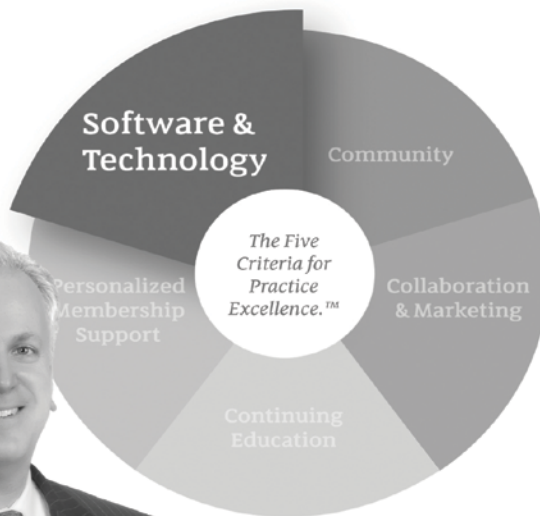 Software &
Technology
Community
The Five
Criteria for
Practice
Excellence.™
Personalized
Membership
Support
Collaboration
& Marketing
Continuing
Education